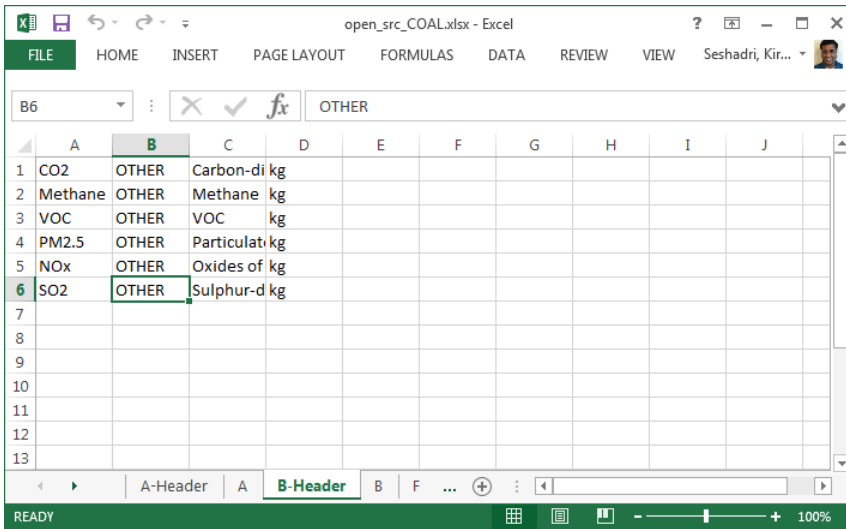 open_src_COAL.xlsx - Excel
FILE HOME INSERT PAGE LAYOUT FORMULAS DATA REVIEW VIEW Seshadri, Kir...
B6 fx OTHER
A B C D E F G H I J
1 CO2 OTHER Carbon-di kg
2 Methane OTHER Methane kg
3 VOC OTHER VOC kg
4 PM2.5 OTHER Particulat kg
5 NOx OTHER Oxides of kg
6 SO2 OTHER Sulphur-d kg
7
8
9
10
11
12
13
A-Header A B-Header B F ...
READY 100%